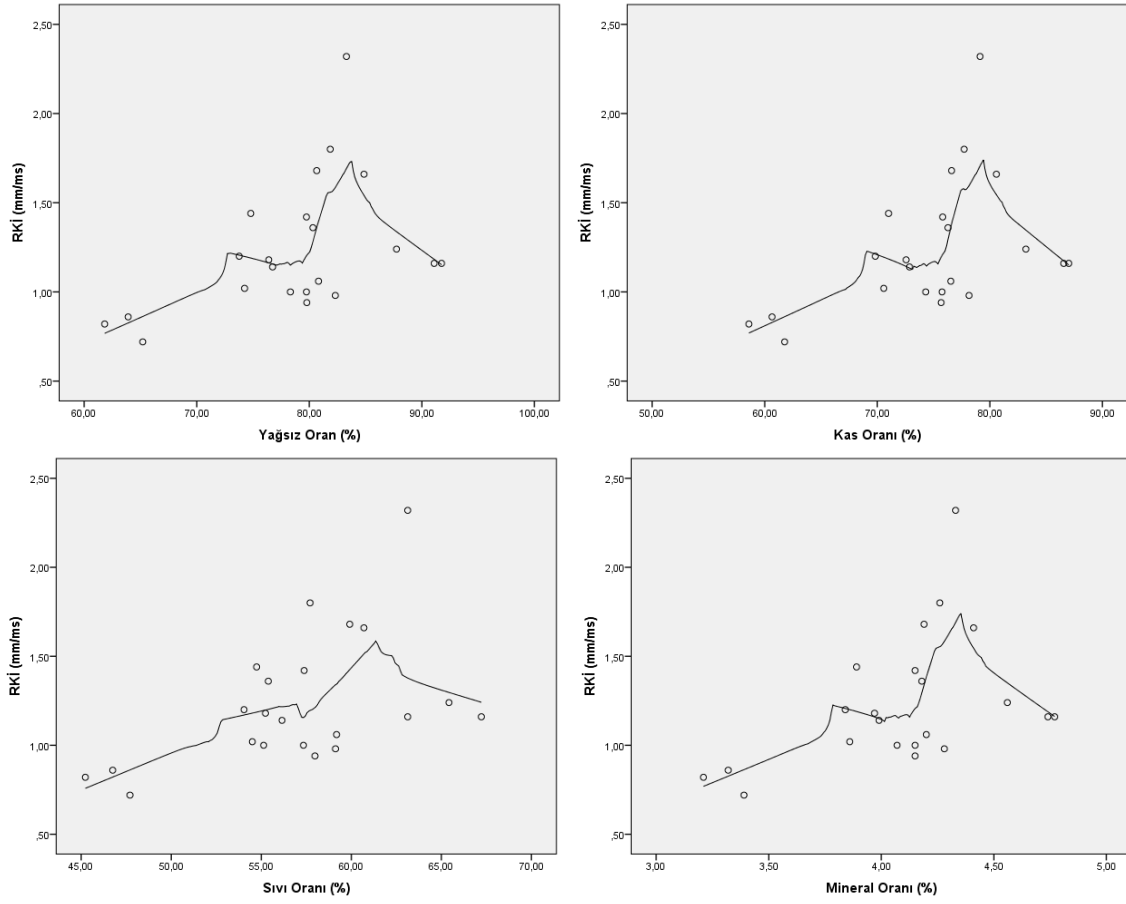 2,50
2,00
1,50
1,00
,50
RKİ (mm/ms)
60,00 70,00 80,00 90,00 100,00
Yağsız Oran (%)
2,50
2,00
1,50
1,00
,50
RKİ (mm/ms)
50,00 60,00 70,00 80,00 90,00
Kas Oranı (%)
2,50
2,00
1,50
1,00
,50
RKİ (mm/ms)
45,00 50,00 55,00 60,00 65,00 70,00
Sıvı Oranı (%)
2,50
2,00
1,50
1,00
,50
RKİ (mm/ms)
3,00 3,50 4,00 4,50 5,00
Mineral Oranı (%)